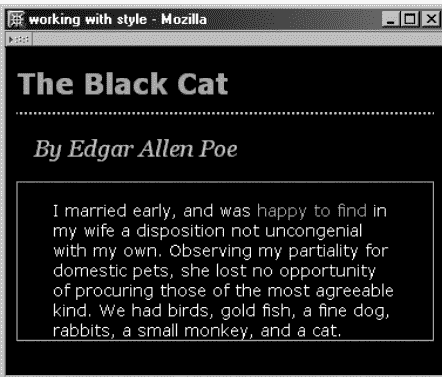 working with style - Mozilla
The Black Cat
By Edgar Allen Poe
I married early, and was happy to find in
my wife a disposition not uncongenial
with my own. Observing my partiality for
domestic pets, she lost no opportunity
of procuring those of the most agreeable
kind. We had birds, gold fish, a fine dog,
rabbits, a small monkey, and a cat.